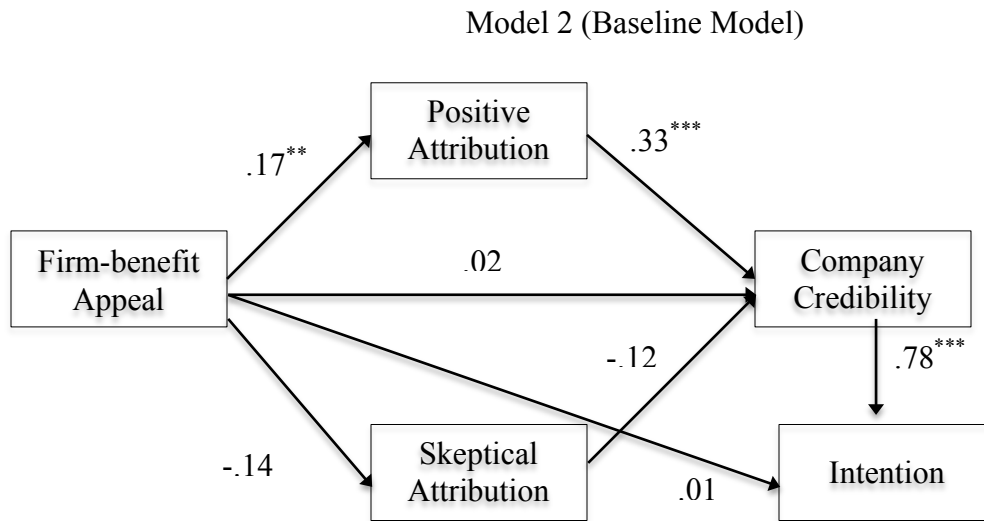 Model 2 (Baseline Model)
Positive
Attribution
.17**
.33***
Firm-benefit
Appeal
.02
Company
Credibility
-.12
.78***
-.14
Skeptical
Attribution
.01
Intention